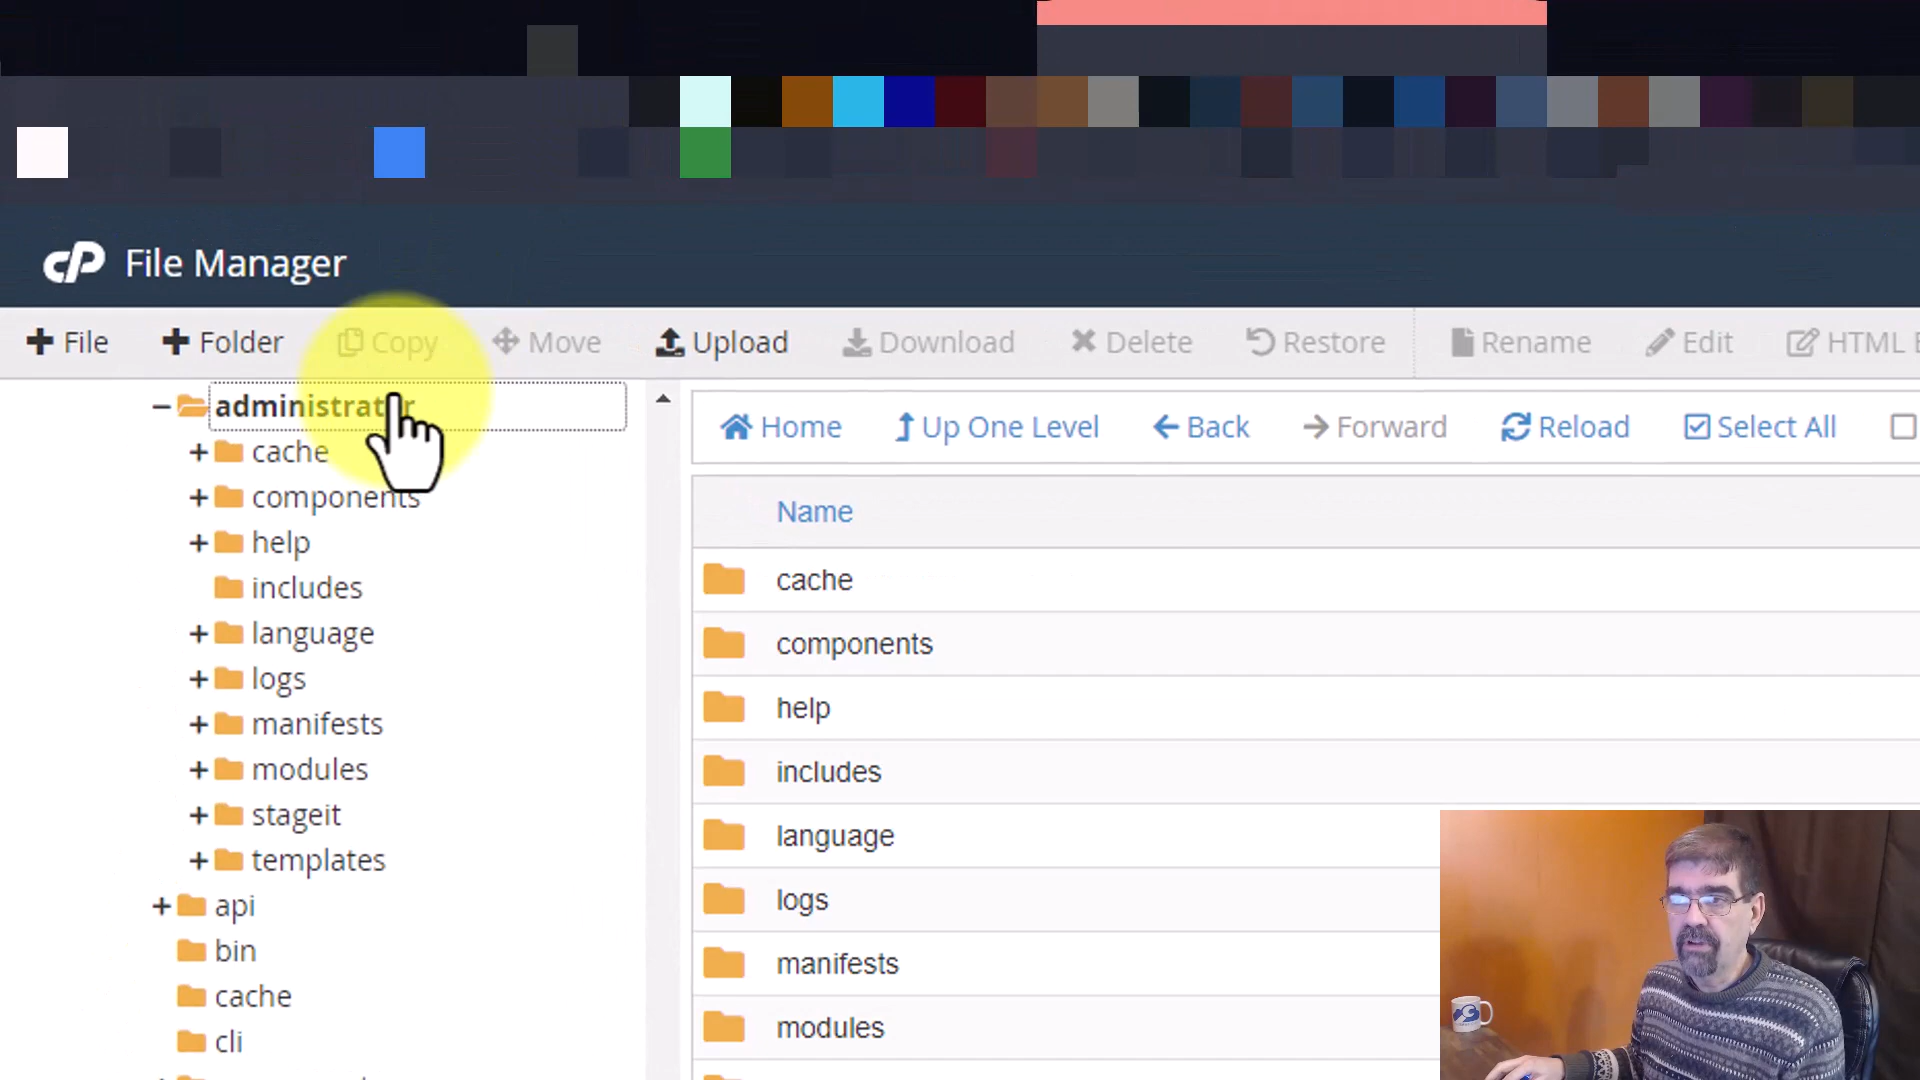 cP File Manager
File Folder Copy Move Upload Download Delete Restore Rename Edit HTML E
administrator
cache
components
help
includes
language
logs
manifests
modules
stageit
templates
api
bin
cache
cli
Home Up One Level Back Forward Reload Select All
Name
cache
components
help
includes
language
logs
manifests
modules